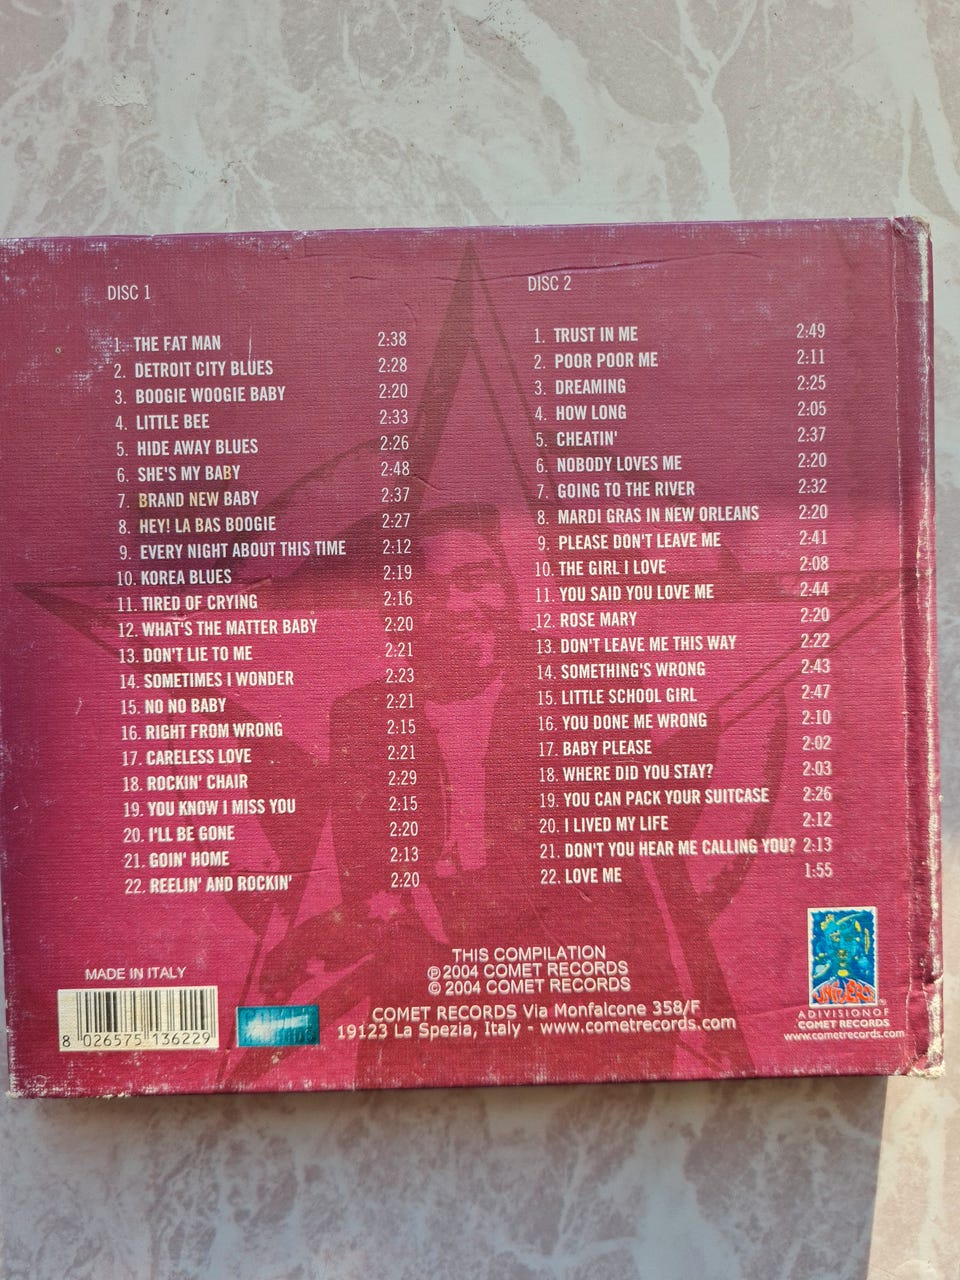 DISC 1
1. THE FAT MAN 2:38
2. DETROIT CITY BLUES 2:28
3. BOOGIE WOOGIE BABY 2:20
4. LITTLE BEE 2:33
5. HIDE AWAY BLUES 2:26
6. SHE'S MY BABY 2:48
7. BRAND NEW BABY 2:37
8. HEY! LA BAS BOOGIE 2:27
9. EVERY NIGHT ABOUT THIS TIME 2:12
10. KOREA BLUES 2:19
11. TIRED OF CRYING 2:16
12. WHAT'S THE MATTER BABY 2:20
13. DON'T LIE TO ME 2:21
14. SOMETIMES I WONDER 2:23
15. NO NO BABY 2:21
16. RIGHT FROM WRONG 2:15
17. CARELESS LOVE 2:21
18. ROCKIN' CHAIR 2:29
19. YOU KNOW I MISS YOU 2:15
20. I'LL BE GONE 2:20
21. GOIN' HOME 2:13
22. REELIN' AND ROCKIN' 2:20
DISC 2
1. TRUST IN ME 2:49
2. POOR POOR ME 2:11
3. DREAMING 2:25
4. HOW LONG 2:05
5. CHEATIN' 2:37
6. NOBODY LOVES ME 2:20
7. GOING TO THE RIVER 2:32
8. MARDI GRAS IN NEW ORLEANS 2:20
9. PLEASE DON'T LEAVE ME 2:41
10. THE GIRL I LOVE 2:08
11. YOU SAID YOU LOVE ME 2:44
12. ROSE MARY 2:20
13. DON'T LEAVE ME THIS WAY 2:22
14. SOMETHING'S WRONG 2:43
15. LITTLE SCHOOL GIRL 2:47
16. YOU DONE ME WRONG 2:10
17. BABY PLEASE 2:02
18. WHERE DID YOU STAY? 2:03
19. YOU CAN PACK YOUR SUITCASE 2:26
20. I LIVED MY LIFE 2:12
21. DON'T YOU HEAR ME CALLING YOU? 2:13
22. LOVE ME 1:55
MADE IN ITALY
8 026575 136229
THIS COMPILATION
℗ 2004 COMET RECORDS
© 2004 COMET RECORDS
COMET RECORDS Via Monfalcone 358/F
19123 La Spezia, Italy - www.cometrecords.com
A DIVISION OF
COMET RECORDS
www.cometrecords.com